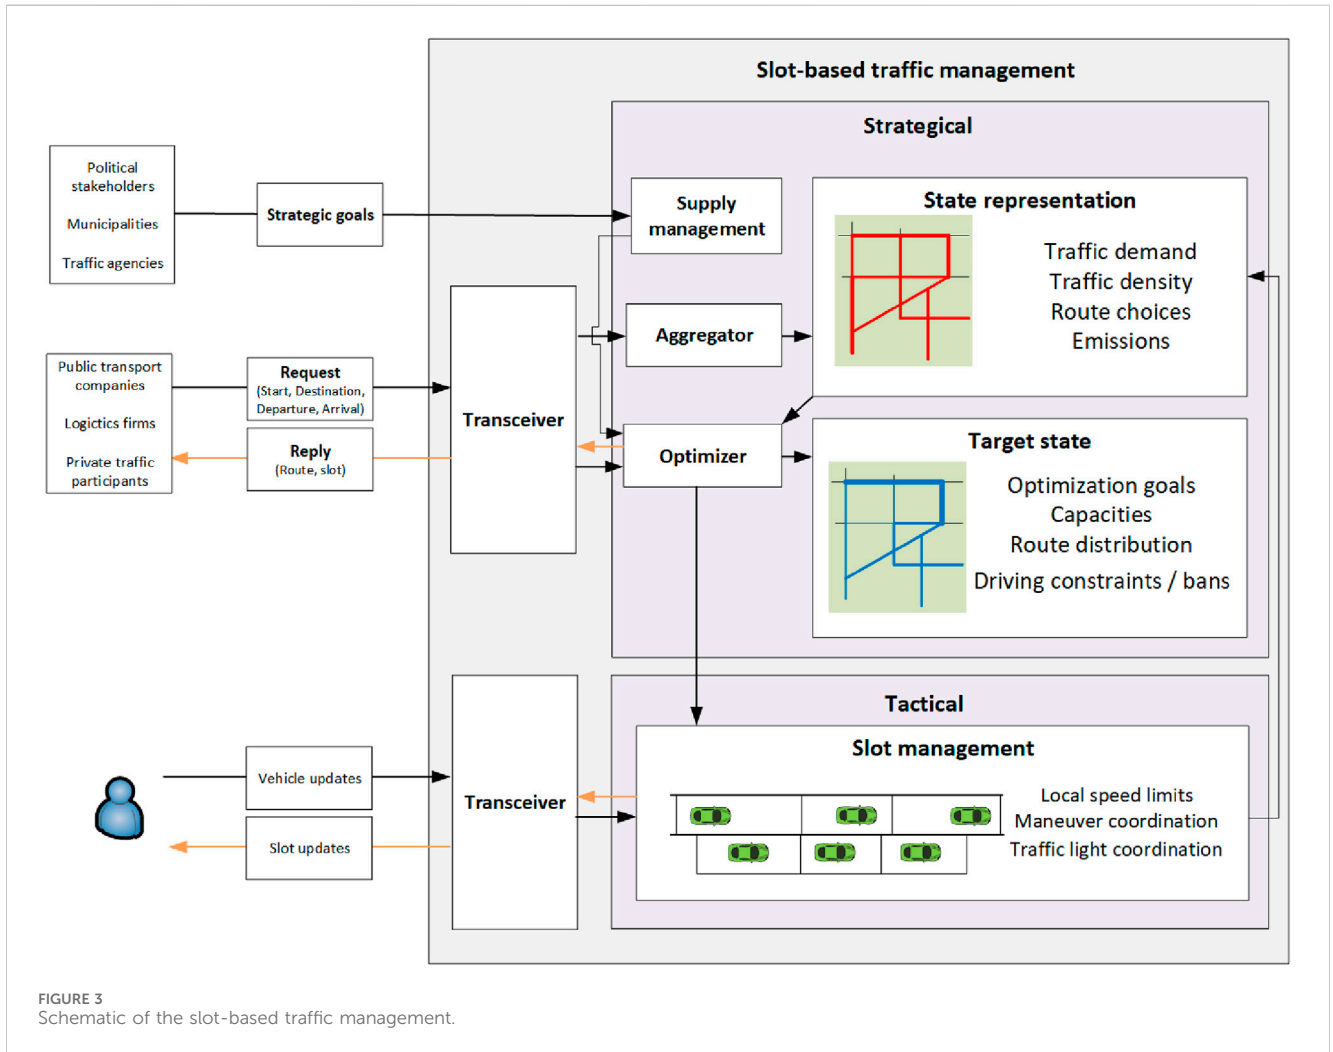 Slot-based traffic management
Strategical
Political
stakeholders
Municipalities
Traffic agencies
Strategic goals
Supply
management
State representation
Traffic demand
Traffic density
Route choices
Emissions
Aggregator
Public transport
companies
Logictics firms
Private traffic
participants
Request
(Start, Destination,
Departure, Arrival)
Reply
(Route, slot)
Transceiver
Optimizer
Target state
Optimization goals
Capacities
Route distribution
Driving constraints / bans
Tactical
Slot management
Local speed limits
Maneuver coordination
Traffic light coordination
Transceiver
Vehicle updates
Slot updates
FIGURE 3
Schematic of the slot-based traffic management.